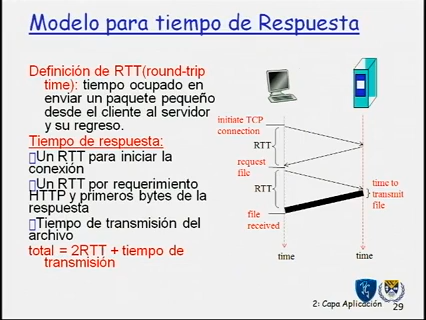 Modelo para tiempo de Respuesta
Definición de RTT(round-trip
time): tiempo ocupado en
enviar un paquete pequeño
desde el cliente al servidor
y su regreso.
Tiempo de respuesta:
Un RTT para iniciar la
conexión
Un RTT por requerimiento
HTTP y primeros bytes de la
respuesta
Tiempo de transmisión del
archivo
total = 2RTT + tiempo de
transmisión
initiate TCP
connection
RTT
request
file
RTT
file
received
time to
transmit
file
time
time
2: Capa Aplicación
29